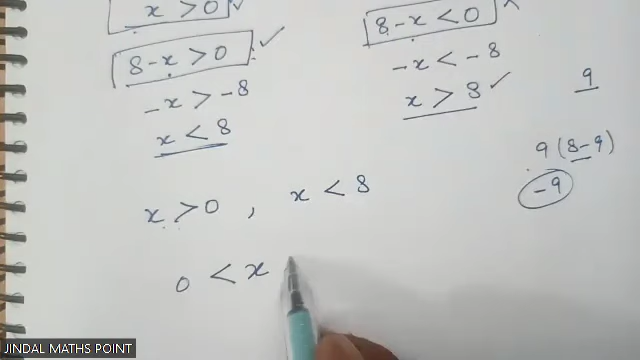 x > 0
8 - x > 0
-x > -8
x < 8
8 - x < 0
-x < -8
x > 8
9
9(8-9)
-9
x > 0 , x < 8
0 < x
JINDAL MATHS POINT